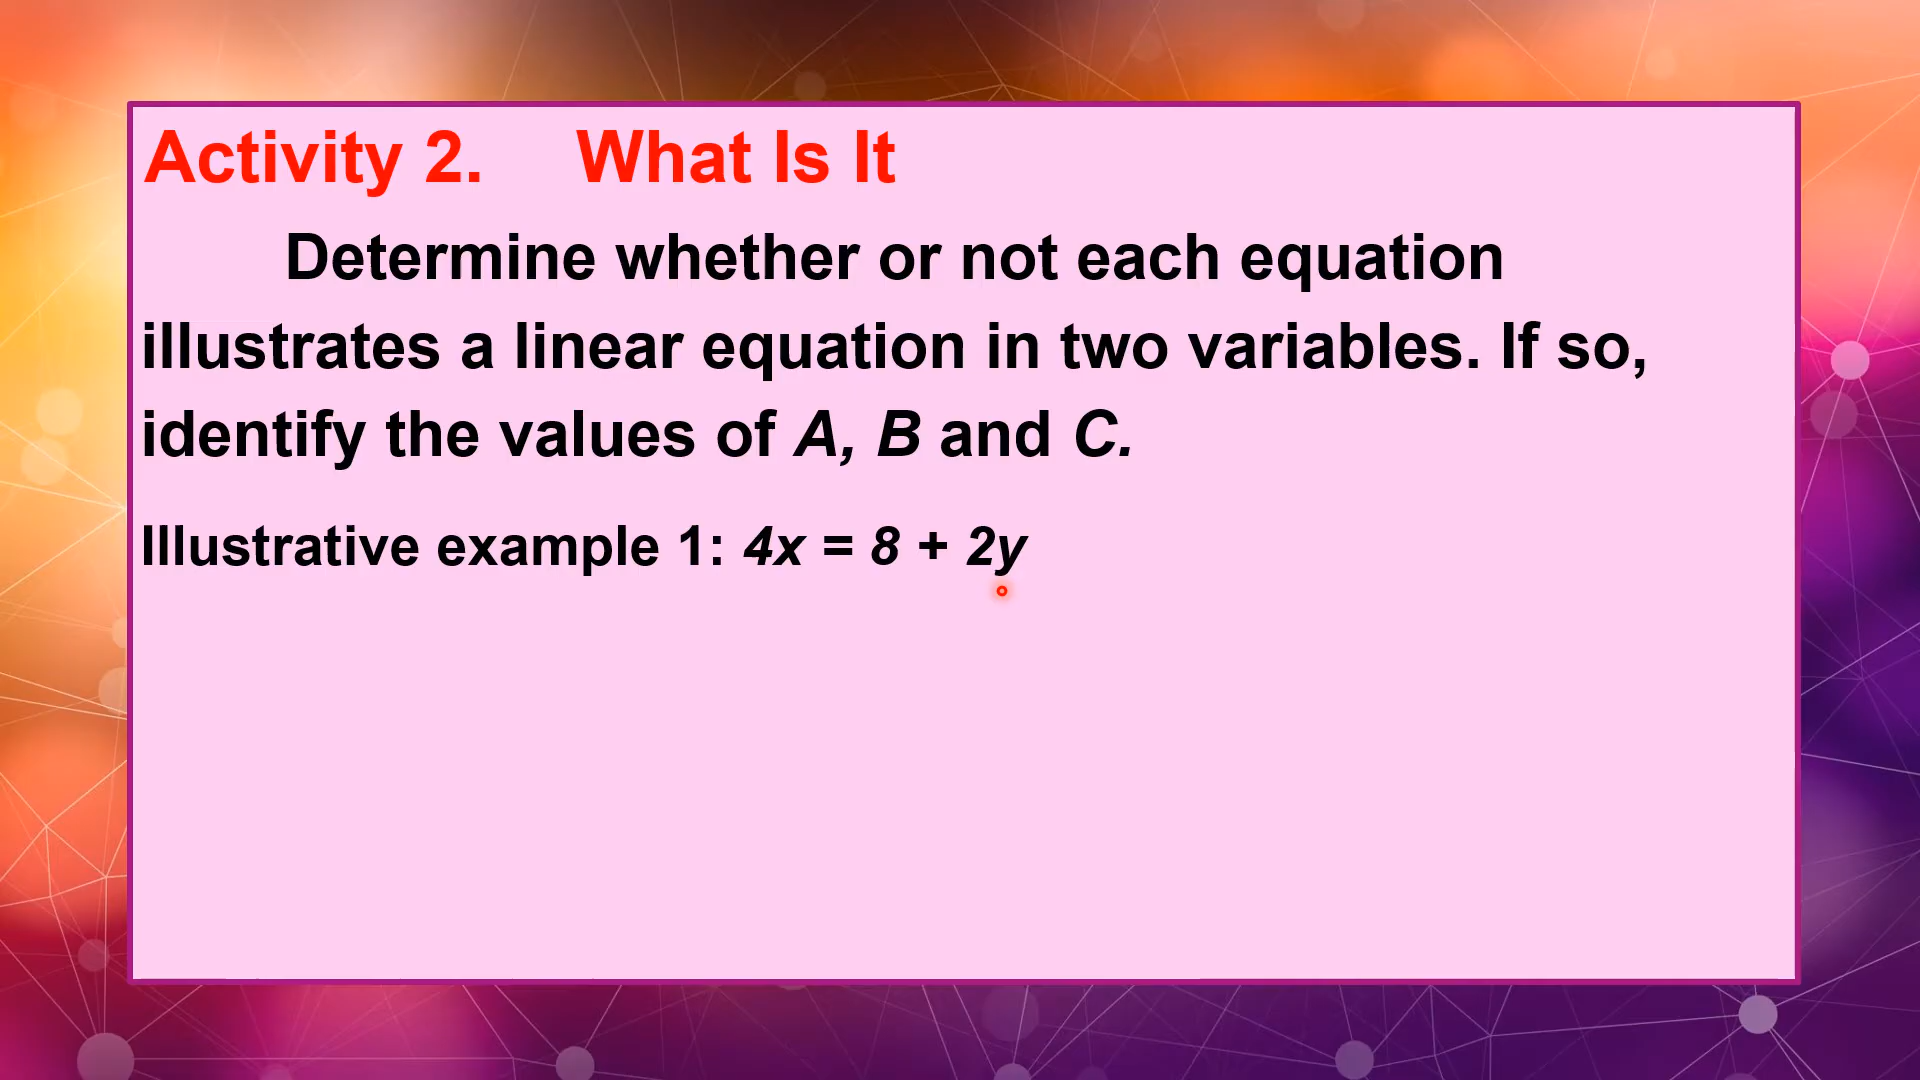 Activity 2. What Is It
Determine whether or not each equation
illustrates a linear equation in two variables. If so,
identify the values of A, B and C.
Illustrative example 1: 4x = 8 + 2y